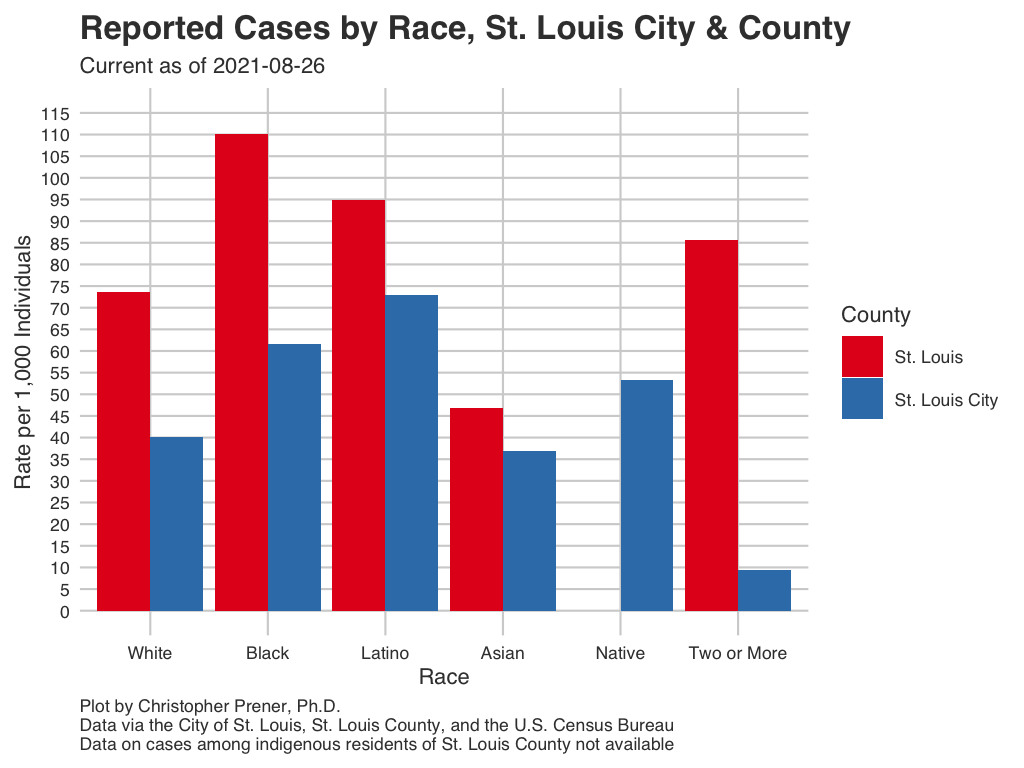 Reported Cases by Race, St. Louis City & County
Current as of 2021-08-26
115
110
105
100
95
90
85
80
75
70
65
60
55
50
45
40
35
30
25
20
15
10
5
0
Rate per 1,000 Individuals
White Black Latino Asian Native Two or More
Race
County
St. Louis
St. Louis City
Plot by Christopher Prener, Ph.D.
Data via the City of St. Louis, St. Louis County, and the U.S. Census Bureau
Data on cases among indigenous residents of St. Louis County not available